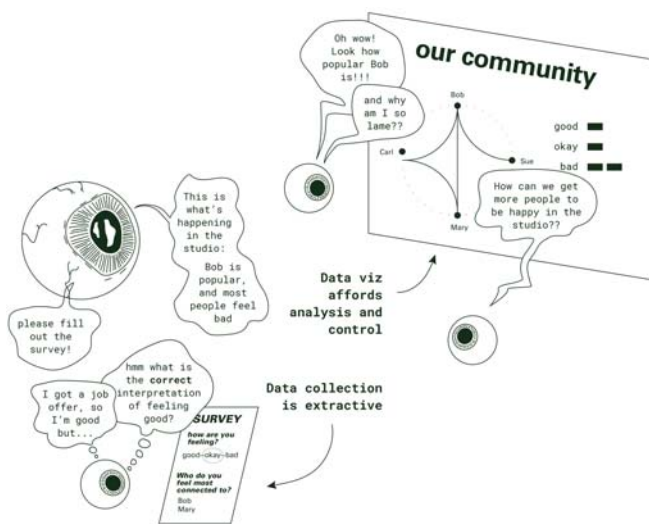 Oh wow!
Look how
popular Bob
is!!!
and why
am I so
lame??
our community
Bob
Carl
Sue
Mary
good
okay
bad
How can we get
more people to
be happy in the
studio??
This is
what's
happening
in the
studio:
Bob is
popular,
and most
people feel
bad
please fill
out the
survey!
Data viz
affords
analysis and
control
I got a job
offer, so
I'm good
but...
hmm what is
the correct
interpretation
of feeling
good?
Data collection
is extractive
SURVEY
how are you
feeling?
good-okay-bad
Who do you
feel most
connected to?
Bob
Mary